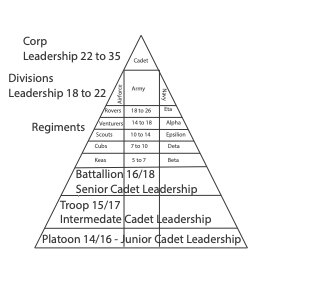 Corp
Leadership 22 to 35
Cadet
Divisions
Leadership 18 to 22
Airforce
Army
Navy
Rovers 18 to 26 Eta
Regiments
Venturers 14 to 18 Alpha
Scouts 10 to 14 Epsilon
Cubs 7 to 10 Deta
Keas 5 to 7 Beta
Battallion 16/18
Senior Cadet Leadership
Troop 15/17
Intermedate Cadet Leadership
Platoon 14/16 - Junior Cadet Leadership